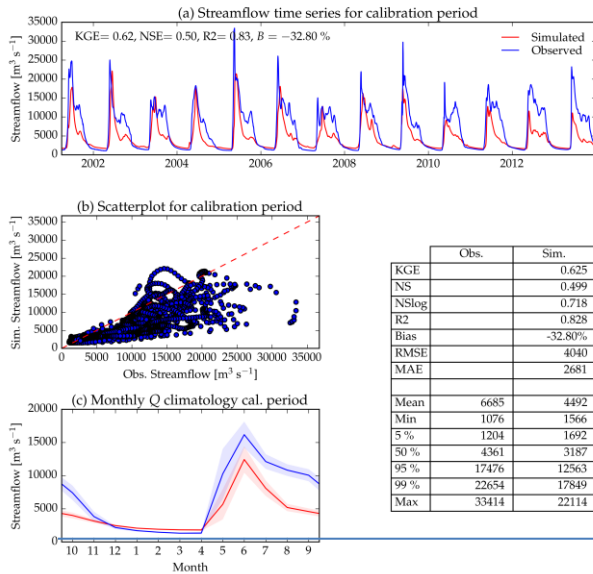 (a) Streamflow time series for calibration period
KGE= 0.62, NSE= 0.50, R2= 0.83, B = −32.80 %
Simulated
Observed
Streamflow [m³ s⁻¹]
35000
30000
25000
20000
15000
10000
5000
0
2002 2004 2006 2008 2010 2012
(b) Scatterplot for calibration period
Sim. Streamflow [m³ s⁻¹]
35000
30000
25000
20000
15000
10000
5000
0
0 5000 10000 15000 20000 25000 30000 35000
Obs. Streamflow [m³ s⁻¹]
(c) Monthly Q climatology cal. period
Streamflow [m³ s⁻¹]
20000
15000
10000
5000
0
10 11 12 1 2 3 4 5 6 7 8 9
Month
Obs. Sim.
KGE 0.625
NS 0.499
NSlog 0.718
R2 0.828
Bias -32.80%
RMSE 4040
MAE 2681
Mean 6685 4492
Min 1076 1566
5 % 1204 1692
50 % 4361 3187
95 % 17476 12563
99 % 22654 17849
Max 33414 22114